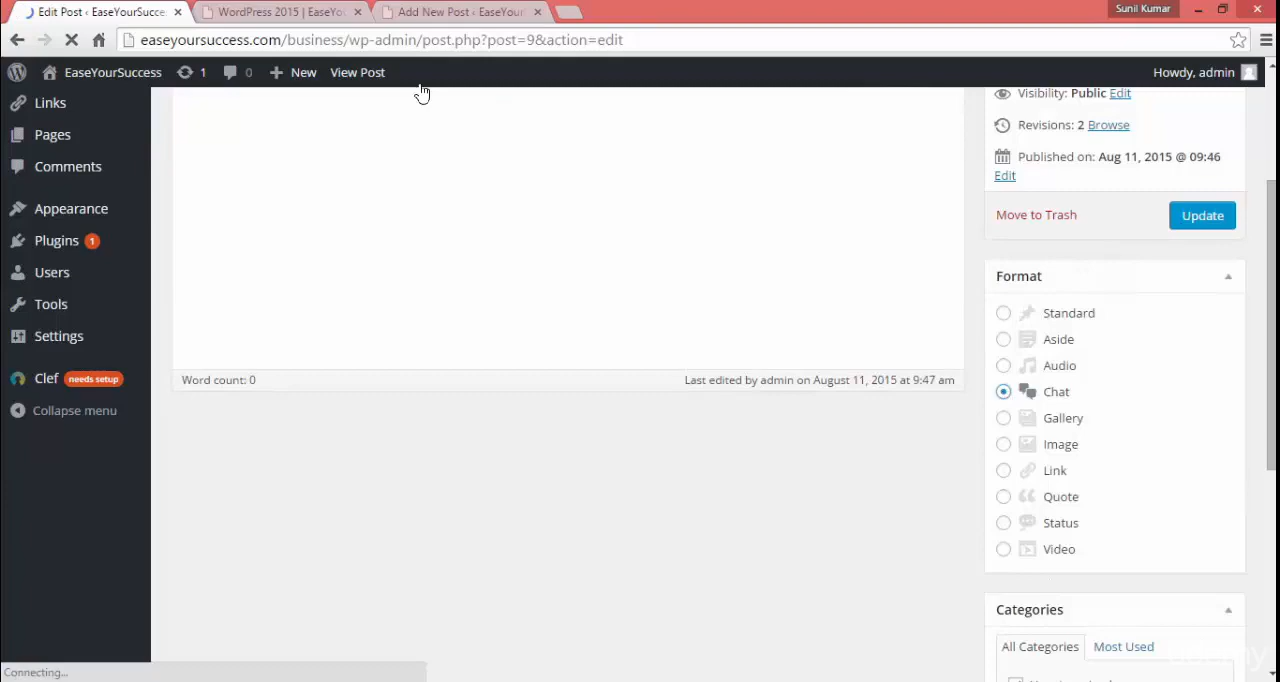 Edit Post ‹ EaseYourSucce
WordPress 2015 | EaseYo
Add New Post ‹ EaseYour
Sunil Kumar
easeyoursuccess.com/business/wp-admin/post.php?post=9&action=edit
EaseYourSuccess
1
0
New
View Post
Howdy, admin
Links
Pages
Comments
Appearance
Plugins 1
Users
Tools
Settings
Clef needs setup
Collapse menu
Word count: 0
Last edited by admin on August 11, 2015 at 9:47 am
Visibility: Public Edit
Revisions: 2 Browse
Published on: Aug 11, 2015 @ 09:46
Edit
Move to Trash
Update
Format
Standard
Aside
Audio
Chat
Gallery
Image
Link
Quote
Status
Video
Categories
All Categories
Most Used
udemy
Connecting...